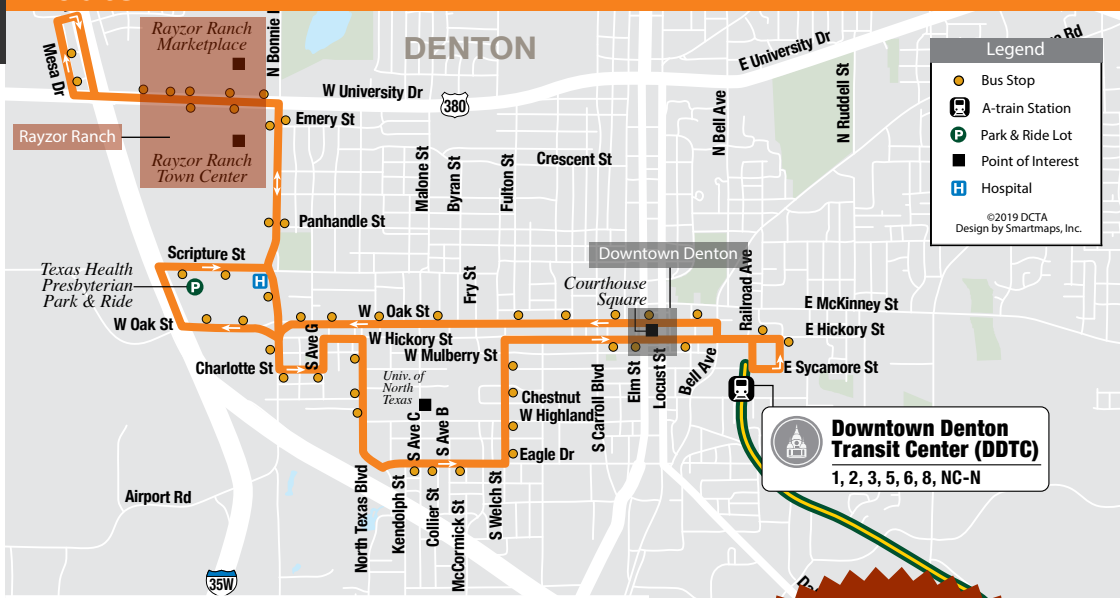 Rayzor Ranch
Marketplace
N Bonnie
DENTON
E University Dr
Rd
Legend
Bus Stop
A-train Station
P
Park & Ride Lot
Point of Interest
H
Hospital
©2019 DCTA
Design by Smartmaps, Inc.
Mesa Dr
W University Dr
380
N Bell Ave
N Ruddell St
Emery St
Rayzor Ranch
Rayzor Ranch
Town Center
Malone St
Byran St
Fulton St
Crescent St
Panhandle St
Scripture St
Downtown Denton
Texas Health
Presbyterian
Park & Ride
P
H
Fry St
Courthouse
Square
Railroad Ave
E McKinney St
W Oak St
W Oak St
S Ave G
W Hickory St
E Hickory St
W Mulberry St
Charlotte St
E Sycamore St
Univ. of
North
Texas
S Ave C
S Ave B
Chestnut
W Highland
S Carroll Blvd
Elm St
Locust St
Bell Ave
Eagle Dr
Downtown Denton
Transit Center (DDTC)
1, 2, 3, 5, 6, 8, NC-N
Airport Rd
North Texas Blvd
Kendolph St
Collier St
McCormick St
S Welch St
35W